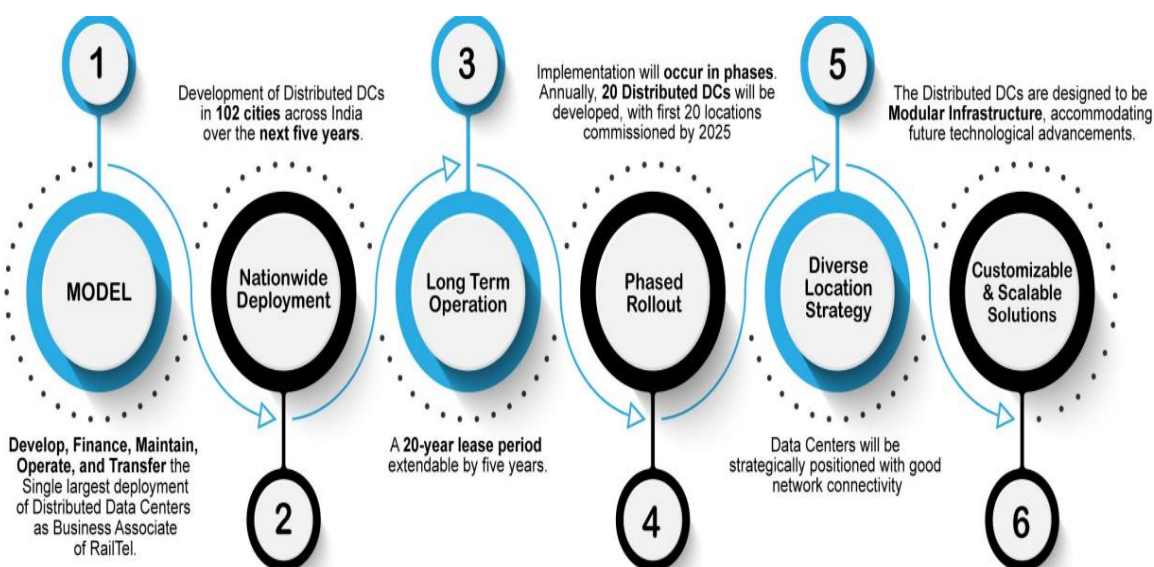 1
MODEL
Develop, Finance, Maintain,
Operate, and Transfer the
Single largest deployment
of Distributed Data Centers
as Business Associate
of RailTel.
Development of Distributed DCs
in 102 cities across India
over the next five years.
Nationwide
Deployment
2
3
Long Term
Operation
A 20-year lease period
extendable by five years.
Implementation will occur in phases.
Annually, 20 Distributed DCs will be
developed, with first 20 locations
commissioned by 2025
Phased
Rollout
4
5
Diverse
Location
Strategy
Data Centers will be
strategically positioned with good
network connectivity
The Distributed DCs are designed to be
Modular Infrastructure, accommodating
future technological advancements.
Customizable
& Scalable
Solutions
6